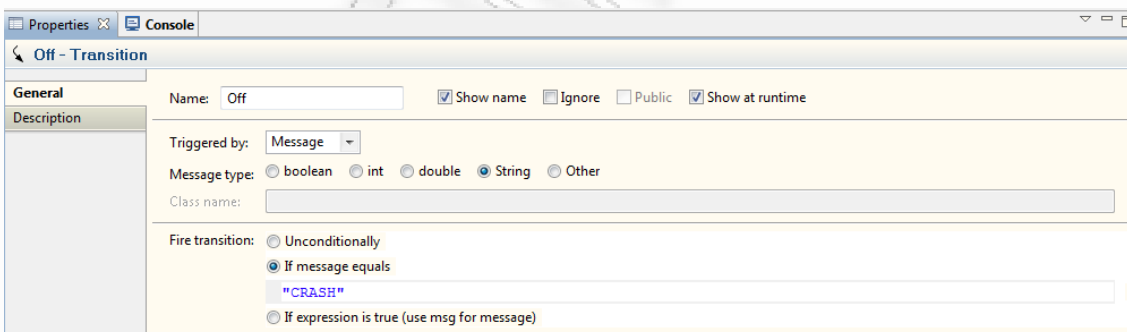 Properties Console
Off - Transition
General
Description
Name: Off Show name Ignore Public Show at runtime
Triggered by: Message
Message type: boolean int double String Other
Class name:
Fire transition: Unconditionally
If message equals
"CRASH"
If expression is true (use msg for message)